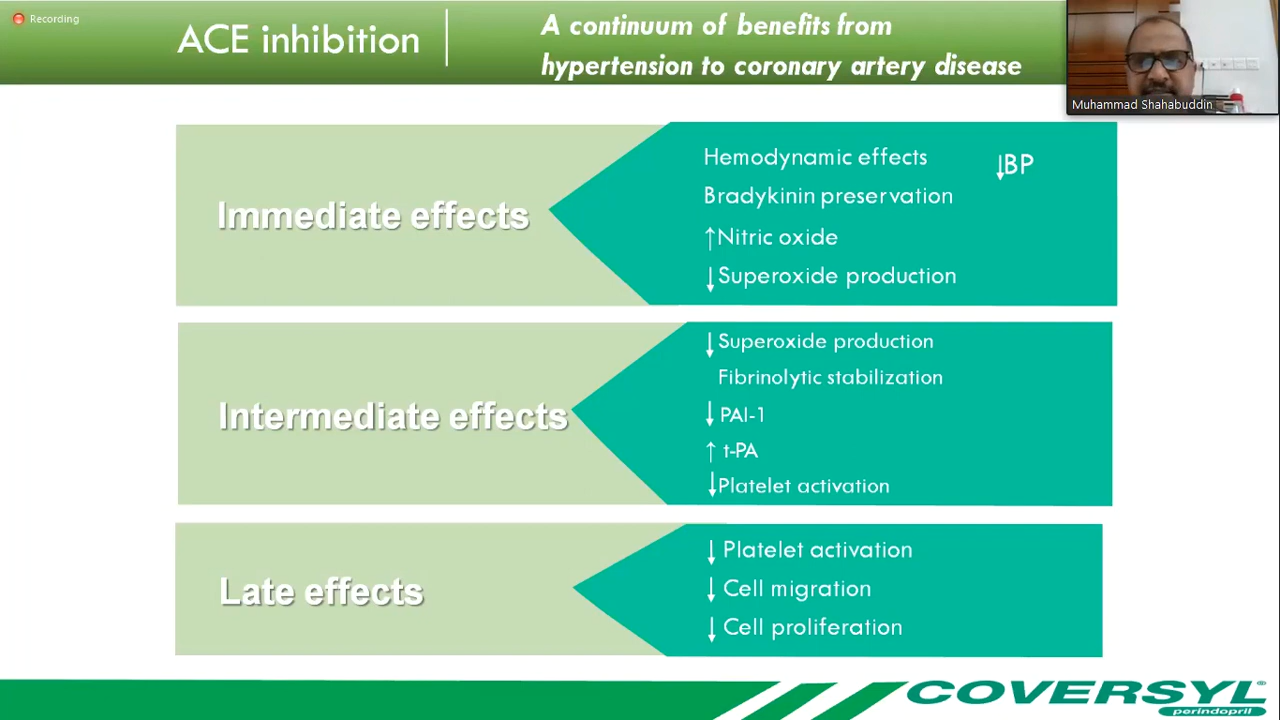 Recording
ACE inhibition
A continuum of benefits from
hypertension to coronary artery disease
Muhammad Shahabuddin
Immediate effects
Hemodynamic effects ↓BP
Bradykinin preservation
↑Nitric oxide
↓Superoxide production
Intermediate effects
↓Superoxide production
Fibrinolytic stabilization
↓ PAI-1
↑ t-PA
↓Platelet activation
Late effects
↓ Platelet activation
↓ Cell migration
↓ Cell proliferation
COVERSYL®
perindopril